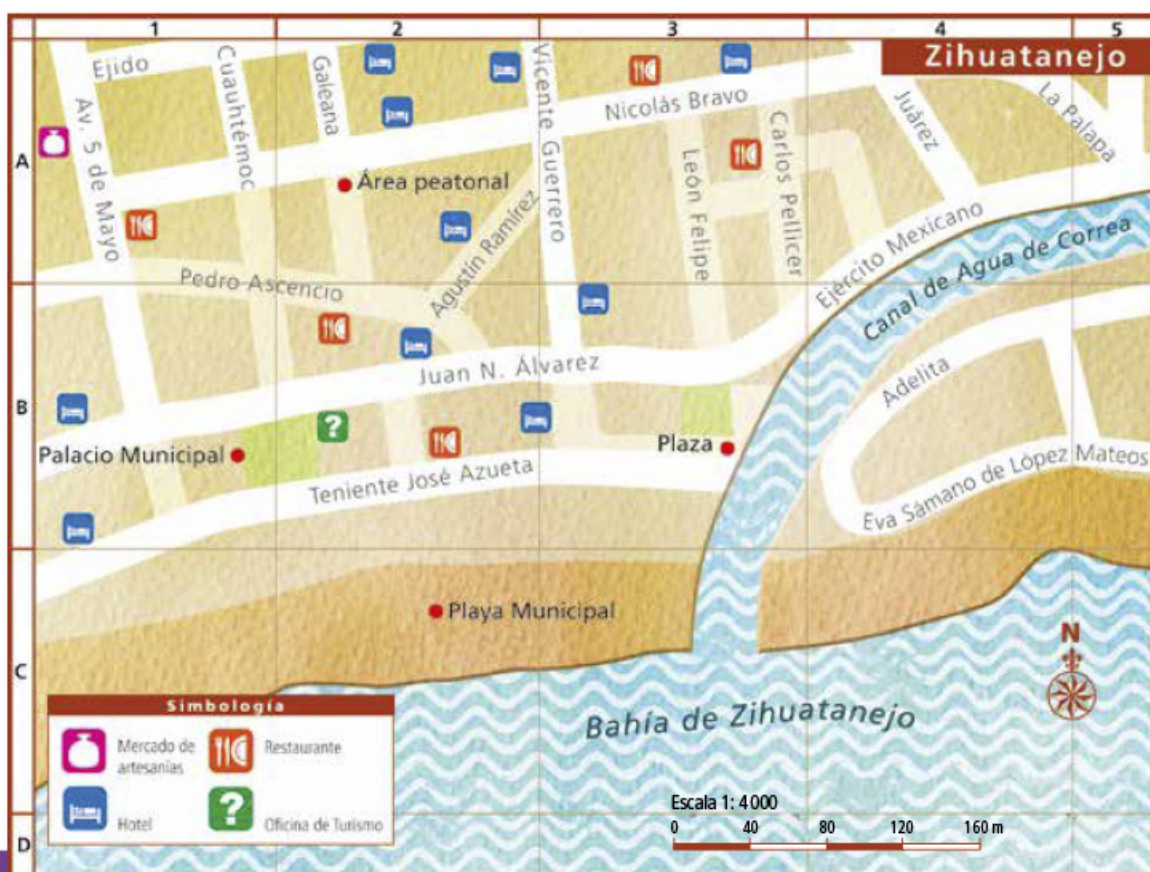 1 2 3 4 5
Zihuatanejo
A
B
C
D
Ejido
Av. 5 de Mayo
Cuauhtémoc
Galeana
Vicente Guerrero
Nicolás Bravo
Juárez
La Palapa
Área peatonal
Agustín Ramírez
León Felipe
Carlos Pellicer
Ejército Mexicano
Canal de Agua de Correa
Pedro Ascencio
Juan N. Álvarez
Adelita
Palacio Municipal
?
Plaza
Teniente José Azueta
Eva Sámano de López Mateos
Playa Municipal
N
Bahía de Zihuatanejo
Simbología
Mercado de
artesanías
Restaurante
Hotel
?
Oficina de Turismo
Escala 1: 4 000
0 40 80 120 160 m